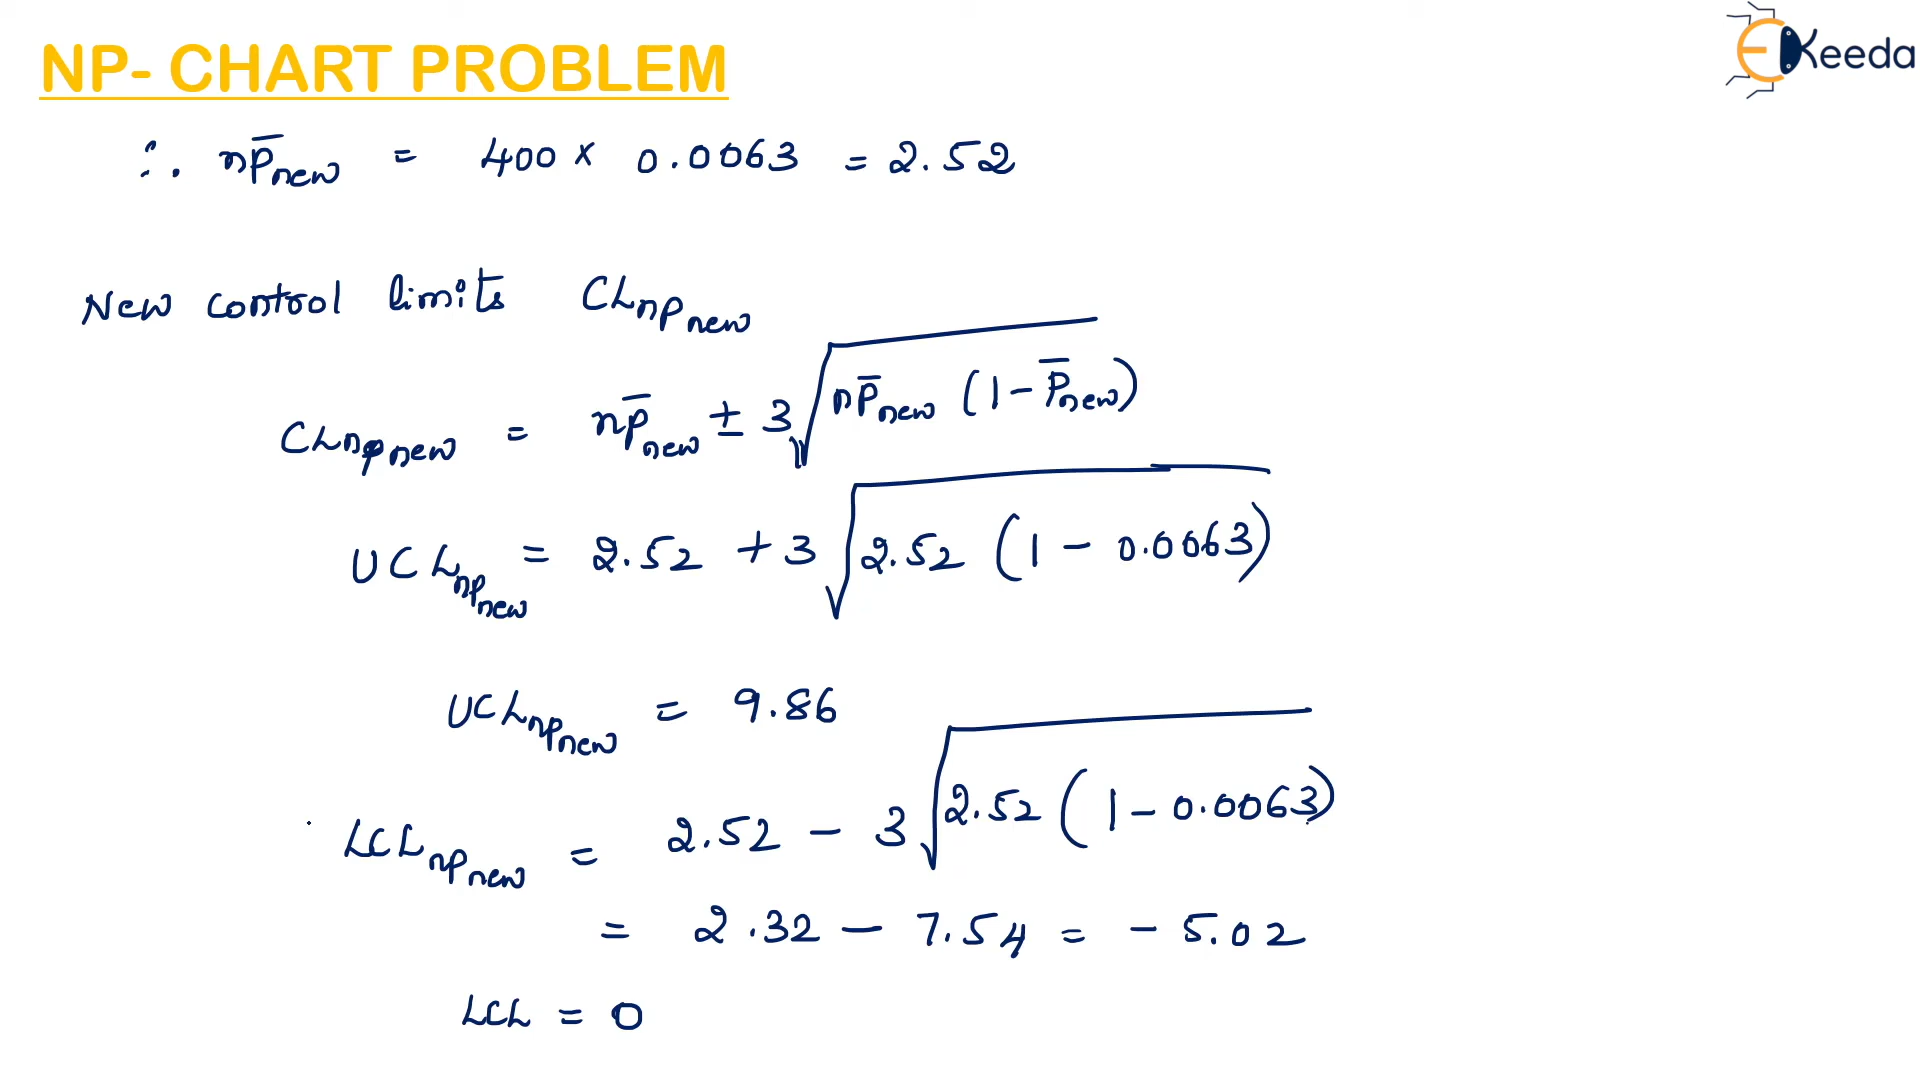 NP- CHART PROBLEM
EKeeda
∴ np̅new = 400 × 0.0063 = 2.52
New control limits CLnpnew
CLnpnew = np̅new ± 3√np̅new (1 - p̅new)
UCLnpnew = 2.52 + 3√2.52 (1 - 0.0063)
UCLnpnew = 9.86
LCLnpnew = 2.52 - 3√2.52 (1 - 0.0063)
= 2.32 - 7.54 = - 5.02
LCL = 0